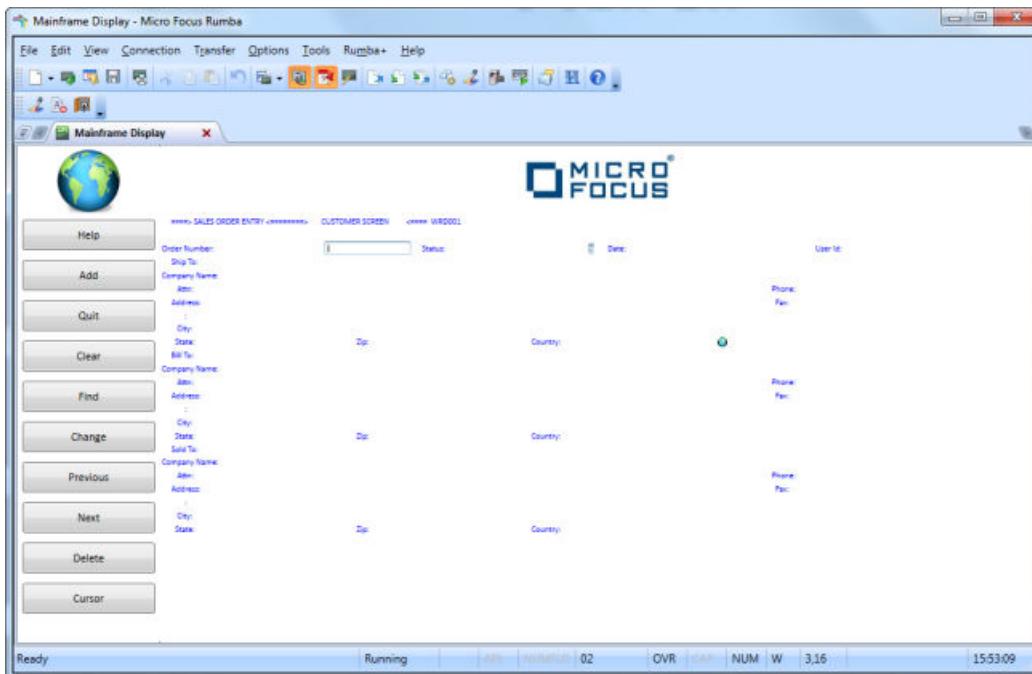 Mainframe Display - Micro Focus Rumba
File Edit View Connection Transfer Options Tools Rumba+ Help
Mainframe Display
MICRO FOCUS®
Help
Add
Quit
Clear
Find
Change
Previous
Next
Delete
Cursor
====> SALES ORDER ENTRY <======== CUSTOMER SCREEN <==== WRD001
Order Number: Status: Date: User Id:
Ship To:
Company Name:
Attn: Phone:
Address: Fax:
:
City:
State: Zip: Country:
Bill To:
Company Name:
Attn: Phone:
Address: Fax:
:
City:
State: Zip: Country:
Sold To:
Company Name:
Attn: Phone:
Address: Fax:
:
City:
State: Zip: Country:
Ready Running API NUMFLD 02 OVR CAP NUM W 3,16 15:53:09